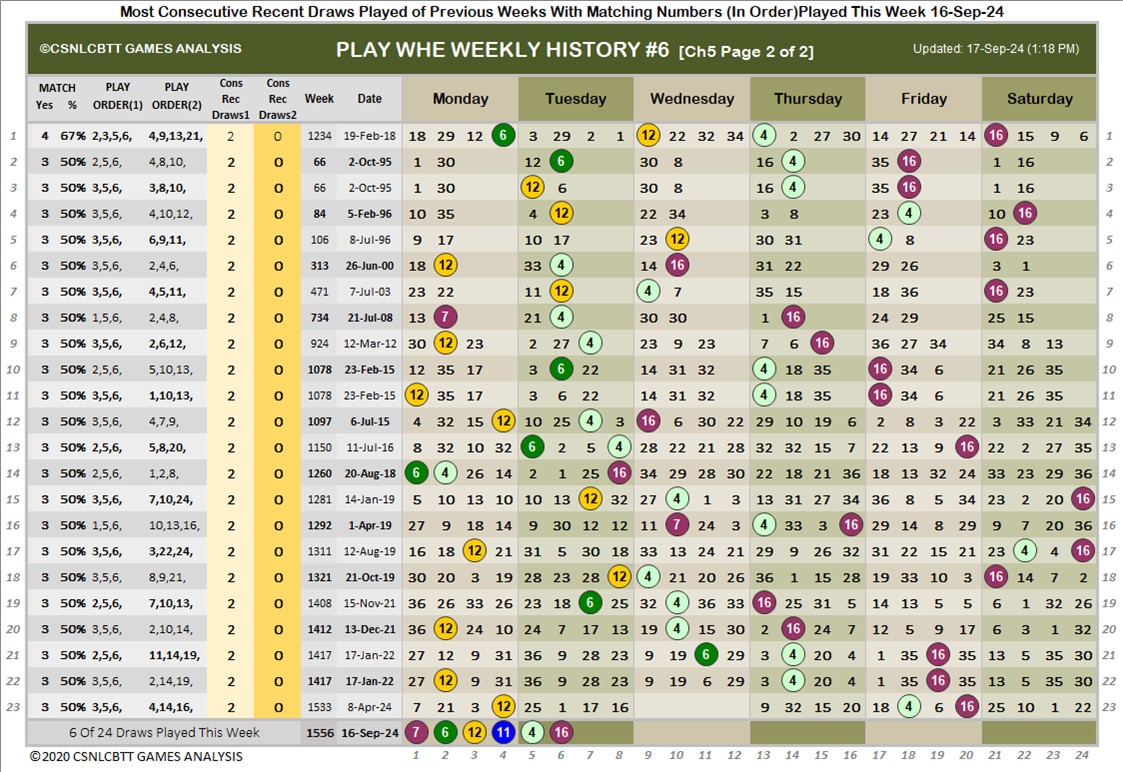 Most Consecutive Recent Draws Played of Previous Weeks With Matching Numbers (In Order)Played This Week 16-Sep-24
©CSNLCBTT GAMES ANALYSIS PLAY WHE WEEKLY HISTORY #6 [Ch5 Page 2 of 2] Updated: 17-Sep-24 (1:18 PM)
MATCH Yes % PLAY ORDER(1) PLAY ORDER(2) Cons Rec Draws1 Cons Rec Draws2 Week Date Monday Tuesday Wednesday Thursday Friday Saturday
1 4 67% 2,3,5,6, 4,9,13,21, 2 0 1234 19-Feb-18 18 29 12 6 3 29 2 1 12 22 32 34 4 2 27 30 14 27 21 14 16 15 9 6 1
2 3 50% 2,5,6, 4,8,10, 2 0 66 2-Oct-95 1 30 12 6 30 8 16 4 35 16 1 16 2
3 3 50% 3,5,6, 3,8,10, 2 0 66 2-Oct-95 1 30 12 6 30 8 16 4 35 16 1 16 3
4 3 50% 3,5,6, 4,10,12, 2 0 84 5-Feb-96 10 35 4 12 22 34 3 8 23 4 10 16 4
5 3 50% 3,5,6, 6,9,11, 2 0 106 8-Jul-96 9 17 10 17 23 12 30 31 4 8 16 23 5
6 3 50% 3,5,6, 2,4,6, 2 0 313 26-Jun-00 18 12 33 4 14 16 31 22 29 26 3 1 6
7 3 50% 3,5,6, 4,5,11, 2 0 471 7-Jul-03 23 22 11 12 4 7 35 15 18 36 16 23 7
8 3 50% 1,5,6, 2,4,8, 2 0 734 21-Jul-08 13 7 21 4 30 30 1 16 24 29 25 15 8
9 3 50% 3,5,6, 2,6,12, 2 0 924 12-Mar-12 30 12 23 2 27 4 23 9 23 7 6 16 36 27 34 34 8 13 9
10 3 50% 2,5,6, 5,10,13, 2 0 1078 23-Feb-15 12 35 17 3 6 22 14 31 32 4 18 35 16 34 6 21 26 35 10
11 3 50% 3,5,6, 1,10,13, 2 0 1078 23-Feb-15 12 35 17 3 6 22 14 31 32 4 18 35 16 34 6 21 26 35 11
12 3 50% 3,5,6, 4,7,9, 2 0 1097 6-Jul-15 4 32 15 12 10 25 4 3 16 6 30 22 29 10 19 6 2 8 3 22 3 33 21 34 12
13 3 50% 2,5,6, 5,8,20, 2 0 1150 11-Jul-16 8 32 10 32 6 2 5 4 28 22 21 28 32 32 15 7 22 13 9 16 22 2 27 35 13
14 3 50% 2,5,6, 1,2,8, 2 0 1260 20-Aug-18 6 4 26 14 2 1 25 16 34 29 28 30 22 18 21 36 18 13 32 24 33 23 29 36 14
15 3 50% 3,5,6, 7,10,24, 2 0 1281 14-Jan-19 5 10 13 10 10 13 12 32 27 4 1 3 13 31 27 34 36 8 5 34 23 2 20 16 15
16 3 50% 1,5,6, 10,13,16, 2 0 1292 1-Apr-19 27 9 18 14 9 30 12 12 11 7 24 3 4 33 3 16 29 14 8 29 9 7 20 36 16
17 3 50% 3,5,6, 3,22,24, 2 0 1311 12-Aug-19 16 18 12 21 31 5 30 18 33 13 24 21 29 9 26 32 31 22 15 21 23 4 4 16 17
18 3 50% 3,5,6, 8,9,21, 2 0 1321 21-Oct-19 30 20 3 19 28 23 28 12 4 21 20 26 36 1 15 28 19 33 10 3 16 14 7 2 18
19 3 50% 2,5,6, 7,10,13, 2 0 1408 15-Nov-21 36 26 33 26 23 18 6 25 32 4 36 33 16 25 31 5 14 13 5 5 6 1 32 26 19
20 3 50% 3,5,6, 2,10,14, 2 0 1412 13-Dec-21 36 12 24 10 24 7 17 13 19 4 15 30 2 16 24 7 12 5 9 17 6 3 1 32 20
21 3 50% 2,5,6, 11,14,19, 2 0 1417 17-Jan-22 27 12 9 31 36 9 28 23 9 19 6 29 3 4 20 4 1 35 16 35 13 5 35 30 21
22 3 50% 3,5,6, 2,14,19, 2 0 1417 17-Jan-22 27 12 9 31 36 9 28 23 9 19 6 29 3 4 20 4 1 35 16 35 13 5 35 30 22
23 3 50% 3,5,6, 4,14,16, 2 0 1533 8-Apr-24 7 21 3 12 25 1 17 16 9 32 15 20 18 4 6 16 25 10 1 22 23
6 Of 24 Draws Played This Week 1556 16-Sep-24 7 6 12 11 4 16
©2020 CSNLCBTT GAMES ANALYSIS 1 2 3 4 5 6 7 8 9 10 11 12 13 14 15 16 17 18 19 20 21 22 23 24